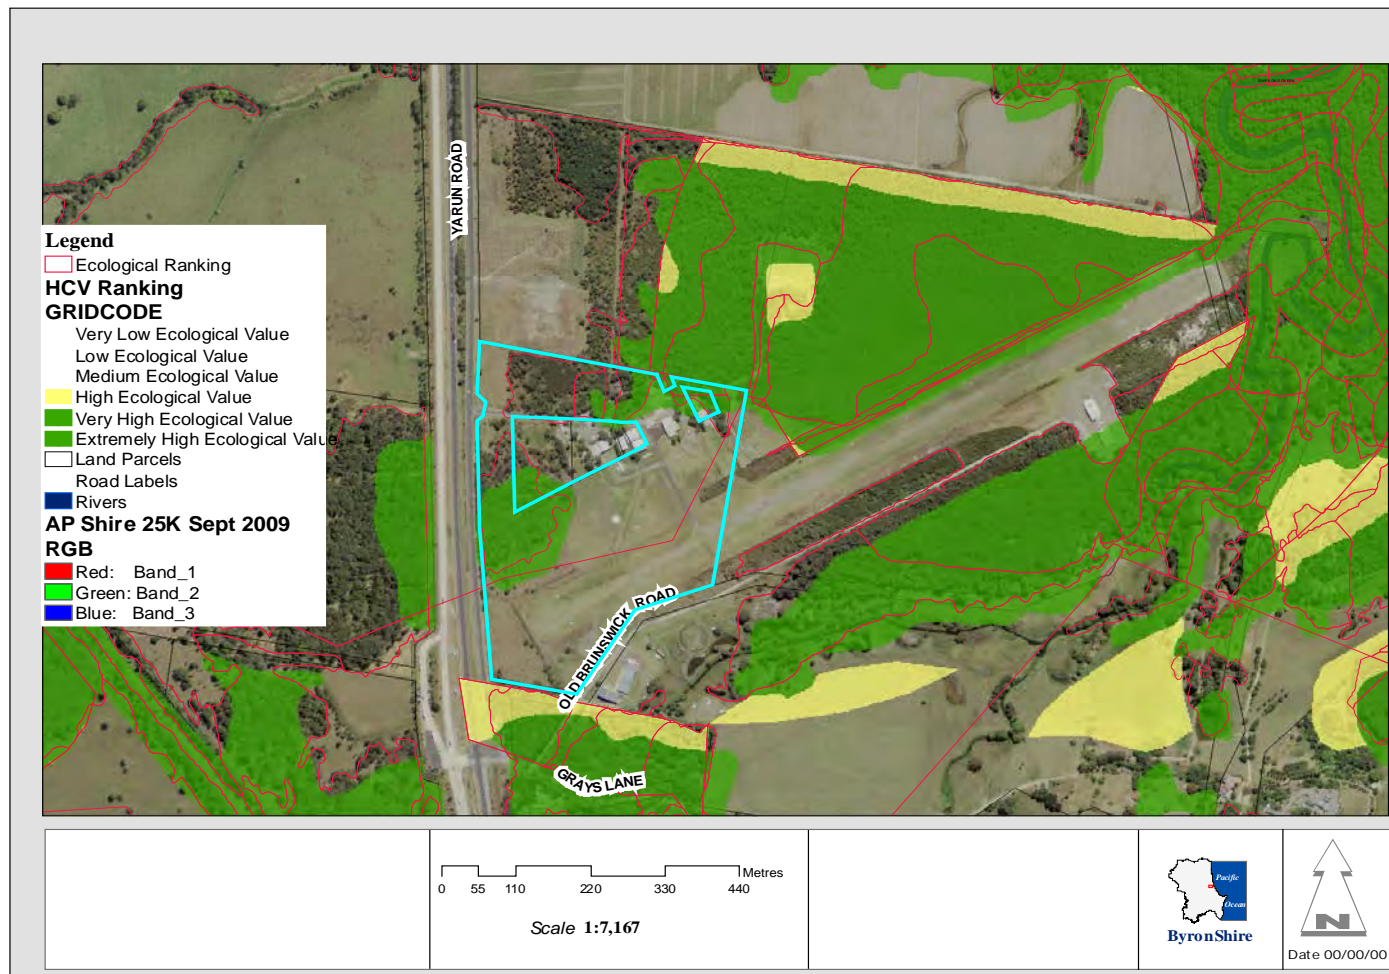 YARUN ROAD
Legend
Ecological Ranking
HCV Ranking
GRIDCODE
Very Low Ecological Value
Low Ecological Value
Medium Ecological Value
High Ecological Value
Very High Ecological Value
Extremely High Ecological Value
Land Parcels
Road Labels
Rivers
AP Shire 25K Sept 2009
RGB
Red: Band_1
Green: Band_2
Blue: Band_3
OLD BRUNSWICK ROAD
GRAYS LANE
0 55 110 220 330 440 Metres
Scale 1:7,167
Pacific
Ocean
ByronShire
N
Date 00/00/00